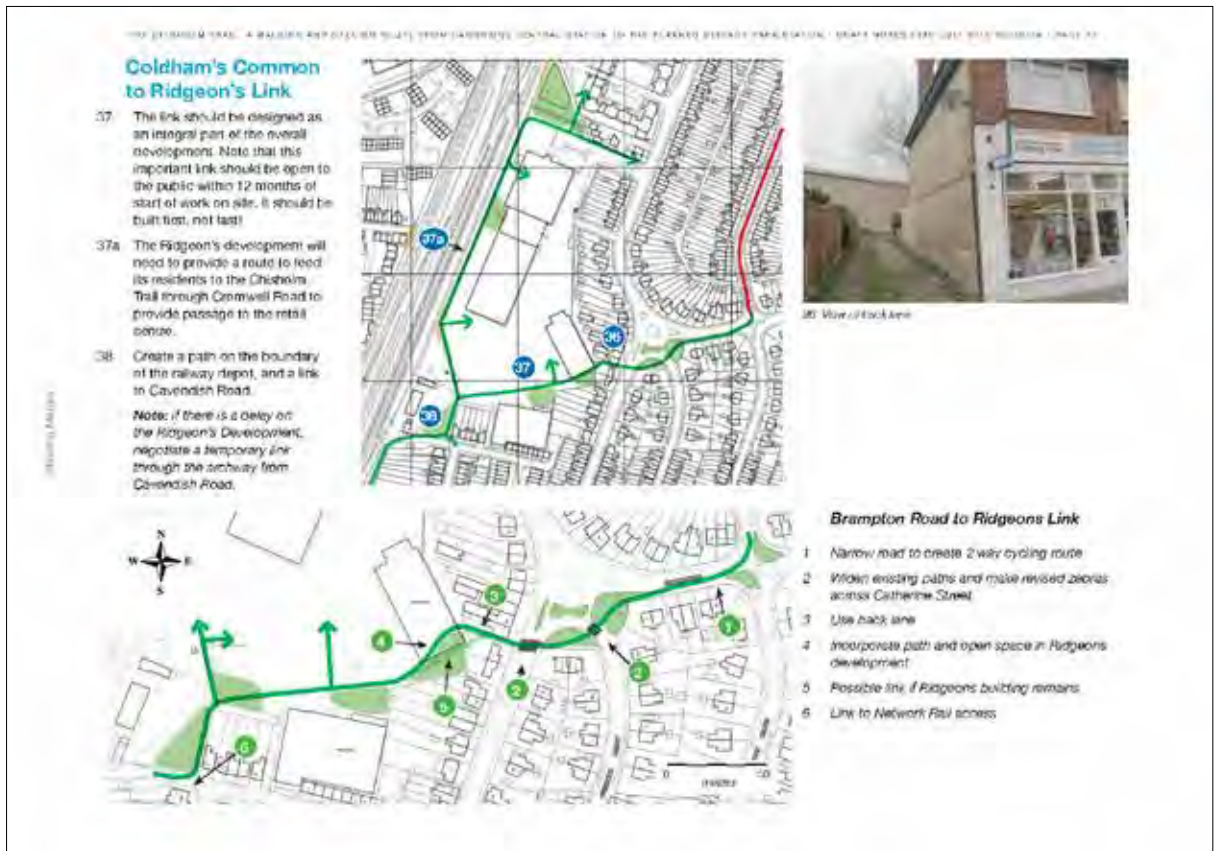 Coldham's Common
to Ridgeon's Link
37 The link should be designed as
an integral part of the overall
development. Note that this
important link should be open to
the public within 12 months of
start of work on site. It should be
built first, not last!
37a The Ridgeon's development will
need to provide a route to feed
its residents to the Chisholm
Trail through Cromwell Road to
provide passage to the retail
centre.
38 Create a path on the boundary
of the railway depot, and a link
to Cavendish Road.
Note: if there is a delay on
the Ridgeon's Development,
negotiate a temporary link
through the archway from
Cavendish Road.
37a
36
37
38
36 View of back lane
N
W E
S
1
2
2
3
4
5
6
0 50
metres
Brampton Road to Ridgeons Link
1 Narrow road to create 2 way cycling route
2 Widen existing paths and make revised zebras
across Catherine Street
3 Use back lane
4 Incorporate path and open space in Ridgeons
development
5 Possible link if Ridgeons building remains
6 Link to Network Rail access